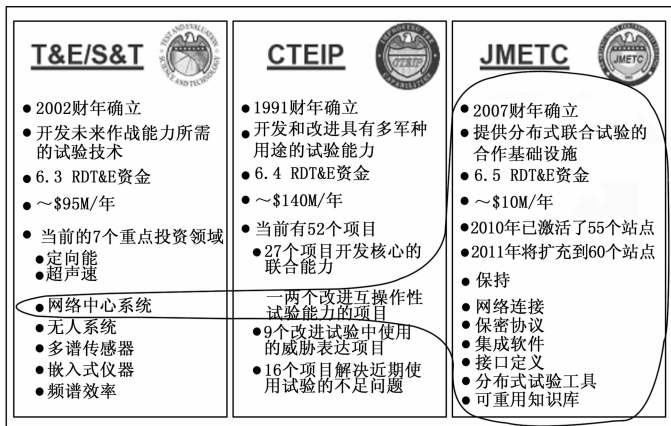 T&E/S&T
2002财年确立
开发未来作战能力所需
的试验技术
6.3 RDT&E资金
～$95M/年
当前的7个重点投资领域
定向能
超声速
网络中心系统
无人系统
多谱传感器
嵌入式仪器
频谱效率
CTEIP
1991财年确立
开发和改进具有多军种
用途的试验能力
6.4 RDT&E资金
～$140M/年
当前有52个项目
27个项目开发核心的
联合能力
一两个改进互操作性
试验能力的项目
9个改进试验中使用
的威胁表达项目
16个项目解决近期使
用试验的不足问题
JMETC
JMETC
2007财年确立
提供分布式联合试验的
合作基础设施
6.5 RDT&E资金
～$10M/年
2010年已激活了55个站点
2011年将扩充到60个站点
保持
网络连接
保密协议
集成软件
接口定义
分布式试验工具
可重用知识库